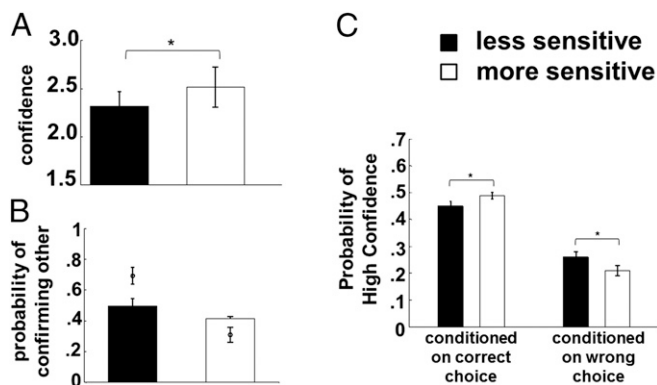 A
*
3.0
2.5
2.0
1.5
confidence
B
1
.8
.6
.4
.2
0
probability of
confirming other
C
less sensitive
more sensitive
.7
.6
.5
.4
.3
.2
.1
0
Probability of
High Confidence
*
*
conditioned
on correct
choice
conditioned
on wrong
choice